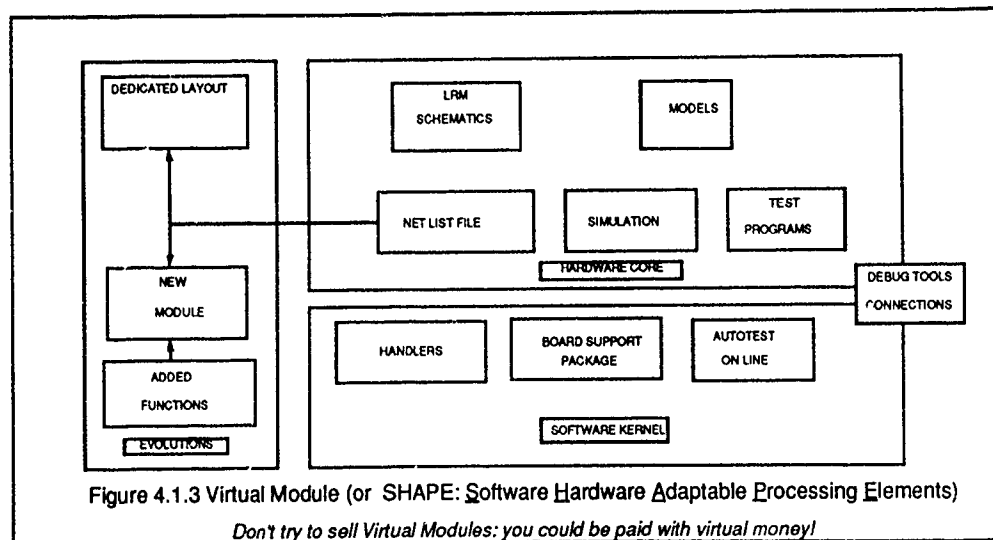 DEDICATED LAYOUT
NEW
MODULE
ADDED
FUNCTIONS
EVOLUTIONS
LRM
SCHEMATICS
MODELS
NET LIST FILE
SIMULATION
TEST
PROGRAMS
HARDWARE CORE
DEBUG TOOLS
CONNECTIONS
HANDLERS
BOARD SUPPORT
PACKAGE
AUTOTEST
ON LINE
SOFTWARE KERNEL
Figure 4.1.3 Virtual Module (or SHAPE: Software Hardware Adaptable Processing Elements)
Don't try to sell Virtual Modules: you could be paid with virtual money!